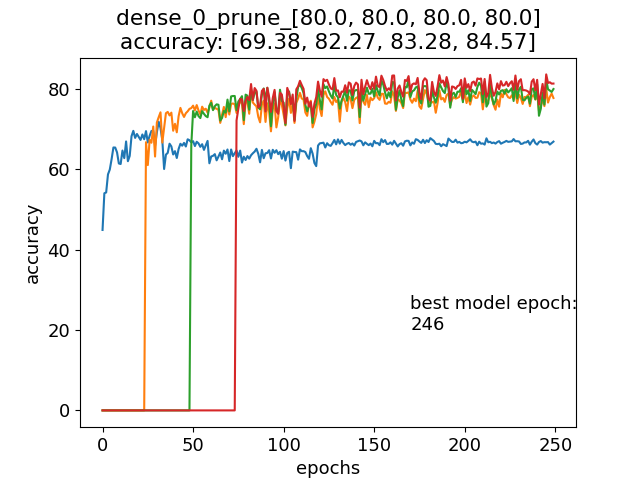 dense_0_prune_[80.0, 80.0, 80.0, 80.0]
accuracy: [69.38, 82.27, 83.28, 84.57]
80
60
40
20
0
accuracy
best model epoch:
246
0 50 100 150 200 250
epochs